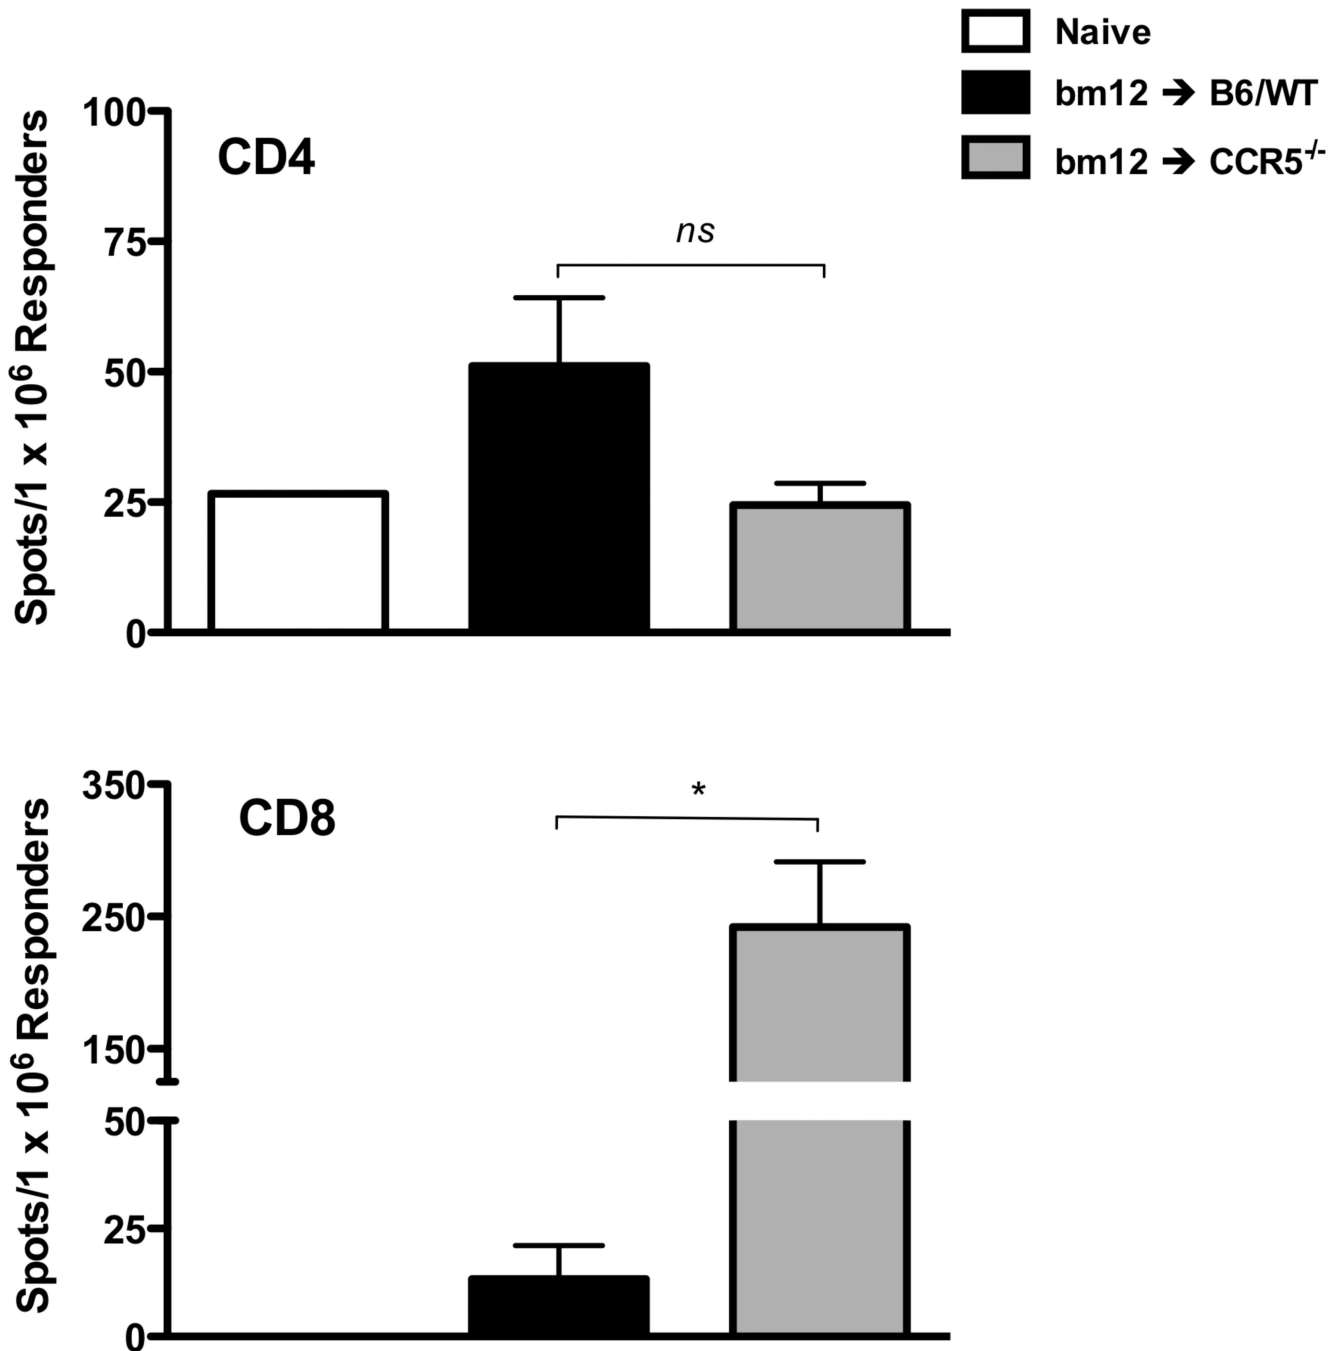 Naive
bm12 ➔ B6/WT
bm12 ➔ CCR5-/-
Spots/1 x 10⁶ Responders
100
75
50
25
0
CD4
ns
Spots/1 x 10⁶ Responders
350
250
150
50
25
0
CD8
*